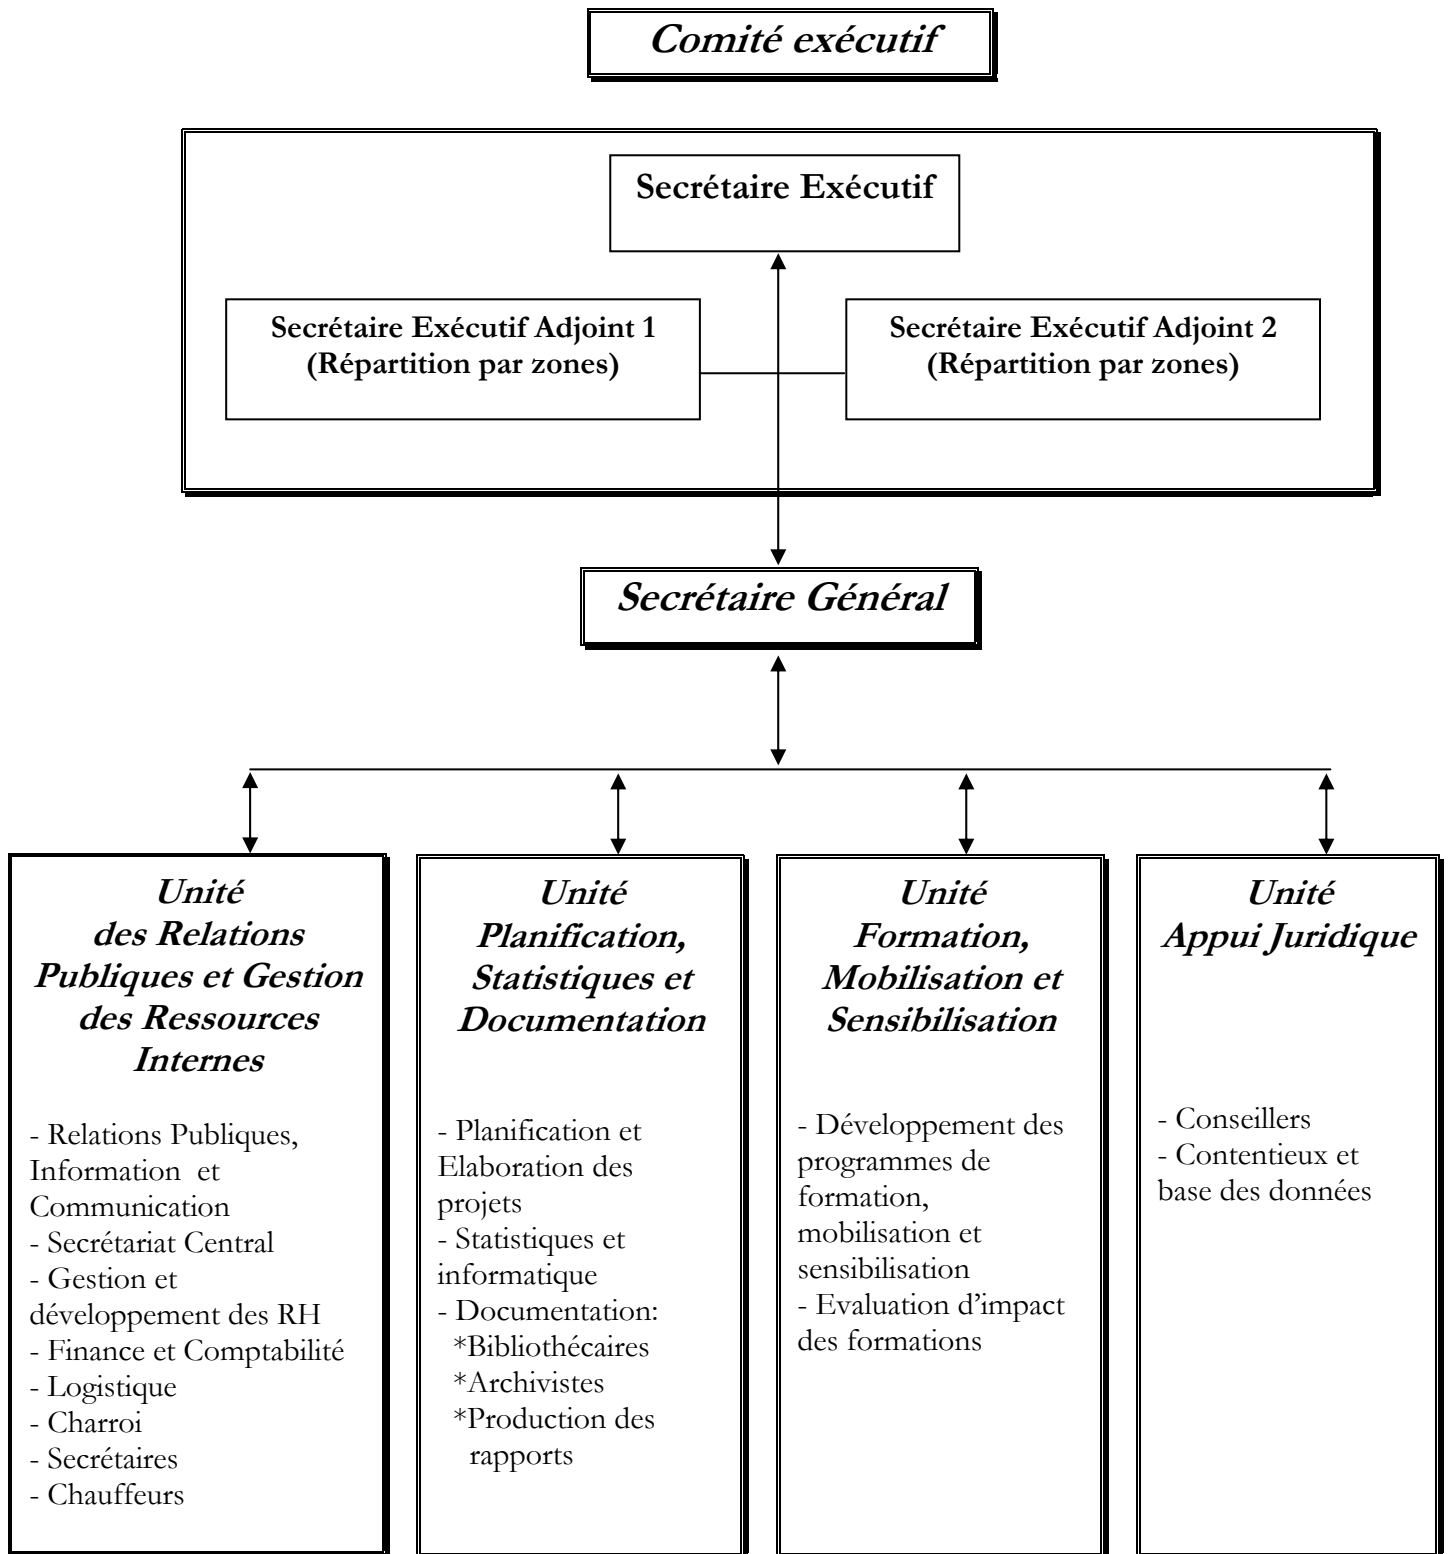 Comité exécutif
Secrétaire Exécutif
Secrétaire Exécutif Adjoint 1
(Répartition par zones)
Secrétaire Exécutif Adjoint 2
(Répartition par zones)
Secrétaire Général
Unité
des Relations
Publiques et Gestion
des Ressources
Internes
- Relations Publiques,
Information et
Communication
- Secrétariat Central
- Gestion et
développement des RH
- Finance et Comptabilité
- Logistique
- Charroi
- Secrétaires
- Chauffeurs
Unité
Planification,
Statistiques et
Documentation
- Planification et
Elaboration des
projets
- Statistiques et
informatique
- Documentation:
*Bibliothécaires
*Archivistes
*Production des
rapports
Unité
Formation,
Mobilisation et
Sensibilisation
- Développement des
programmes de
formation,
mobilisation et
sensibilisation
- Evaluation d’impact
des formations
Unité
Appui Juridique
- Conseillers
- Contentieux et
base des données